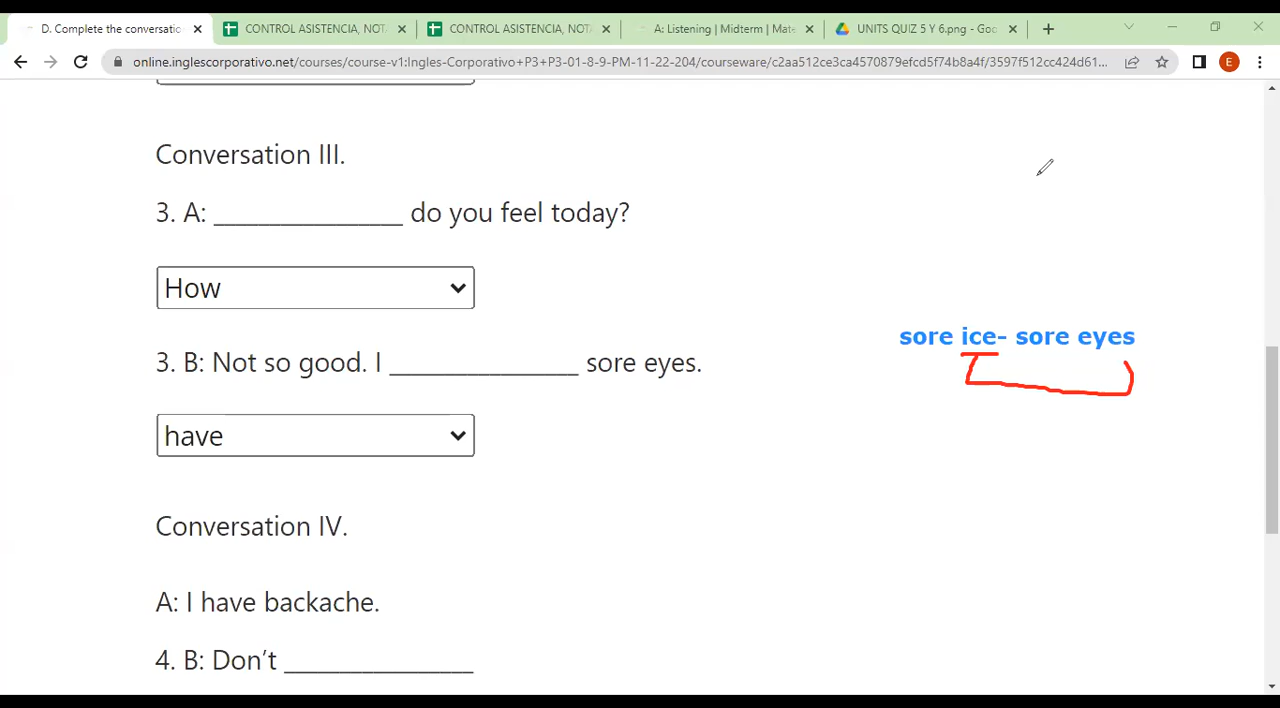 D. Complete the conversatio
CONTROL ASISTENCIA, NOT
CONTROL ASISTENCIA, NOT
A: Listening | Midterm | Mate
UNITS QUIZ 5 Y 6.png - Goo
online.inglescorporativo.net/courses/course-v1:Ingles-Corporativo+P3+P3-01-8-9-PM-11-22-204/courseware/c2aa512ce3ca4570879efcd5f74b8a4f/3597f512cc424d61...
E
Conversation III.
3. A: _______________ do you feel today?
How
sore ice- sore eyes
3. B: Not so good. I _______________ sore eyes.
have
Conversation IV.
A: I have backache.
4. B: Don’t _______________